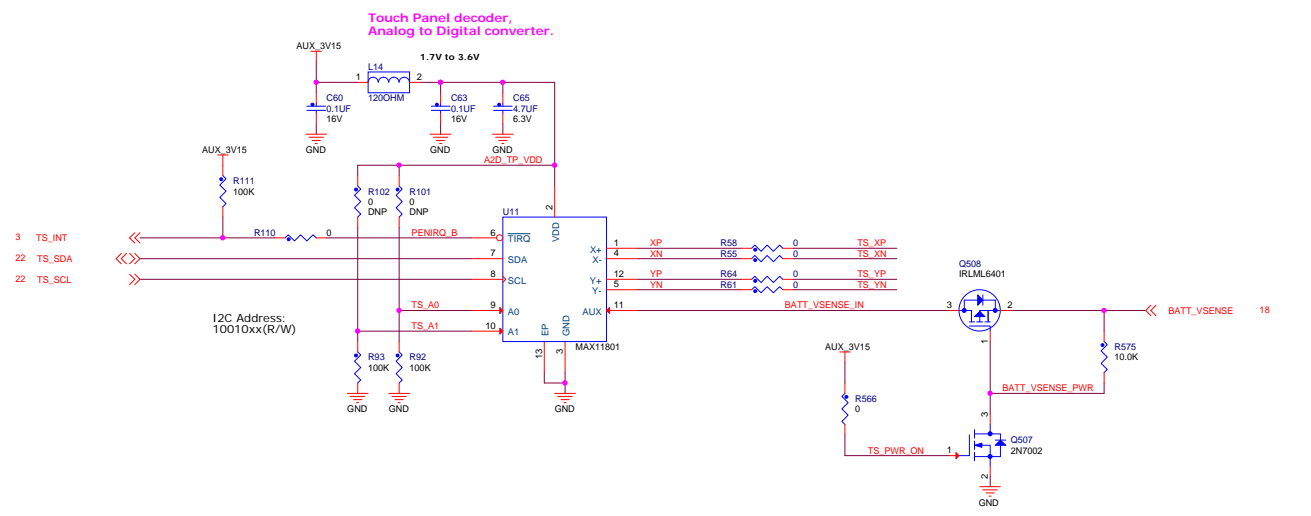 Touch Panel decoder,
Analog to Digital converter.
AUX_3V15
1.7V to 3.6V
L14
1 2
120OHM
C60
0.1UF
16V
C63
0.1UF
16V
C65
4.7UF
6.3V
GND
GND
GND
AUX_3V15
R111
100K
A2D_TP_VDD
R102
0
DNP
R101
0
DNP
U11
2
VDD
3 TS_INT
R110 0
PENIRQ_B
6
TIRQ
22 TS_SDA
7
SDA
22 TS_SCL
8
SCL
TS_A0
9
A0
TS_A1
10
A1
I2C Address:
10010xx(R/W)
X+
1
XP
R58
0
TS_XP
X-
4
XN
R55
0
TS_XN
Y+
12
YP
R64
0
TS_YP
Y-
5
YN
R61
0
TS_YN
AUX
11
BATT_VSENSE_IN
EP
GND
13
3
MAX11801
GND
R93
100K
R92
100K
GND
GND
Q508
IRLML6401
3
2
1
BATT_VSENSE 18
R575
10.0K
BATT_VSENSE_PWR
AUX_3V15
R566
0
TS_PWR_ON
1
3
Q507
2N7002
2
GND